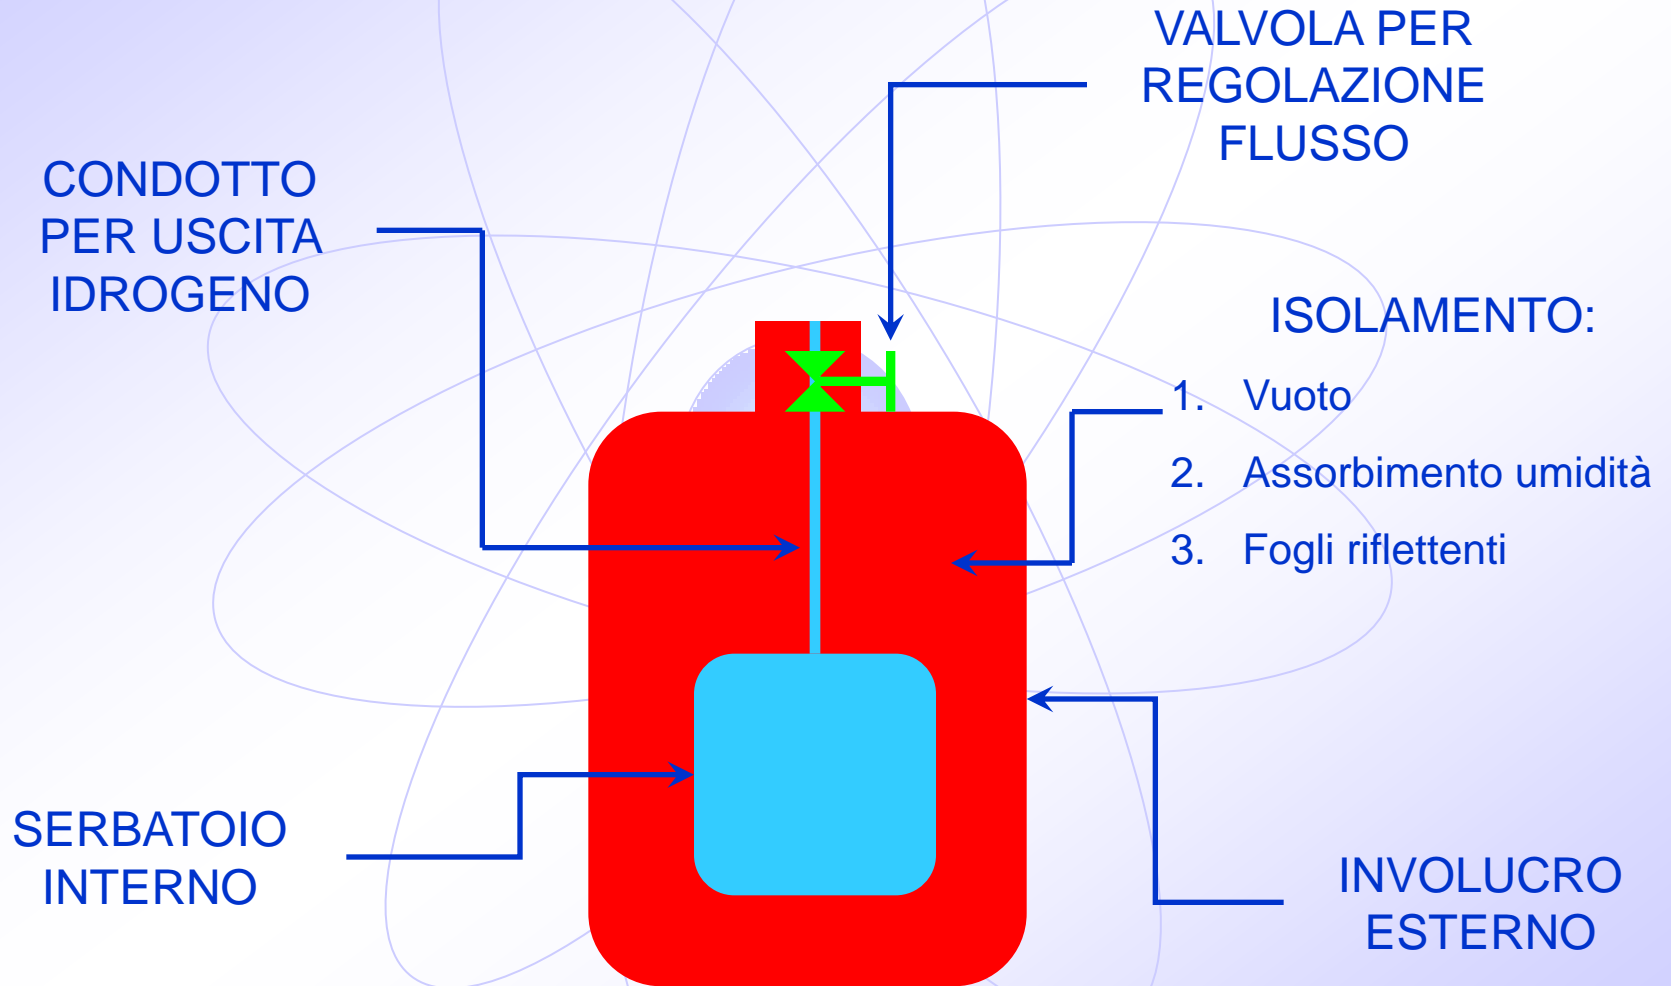 VALVOLA PER
REGOLAZIONE
FLUSSO
CONDOTTO
PER USCITA
IDROGENO
ISOLAMENTO:
1. Vuoto
2. Assorbimento umidità
3. Fogli riflettenti
SERBATOIO
INTERNO
INVOLUCRO
ESTERNO